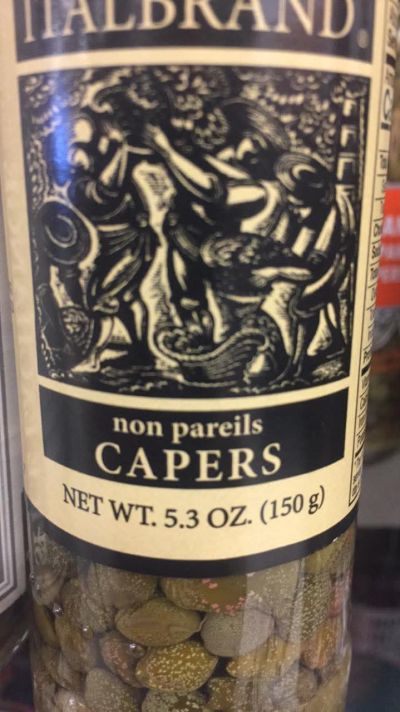 ITALBRAND
non pareils
CAPERS
NET WT. 5.3 OZ. (150 g)